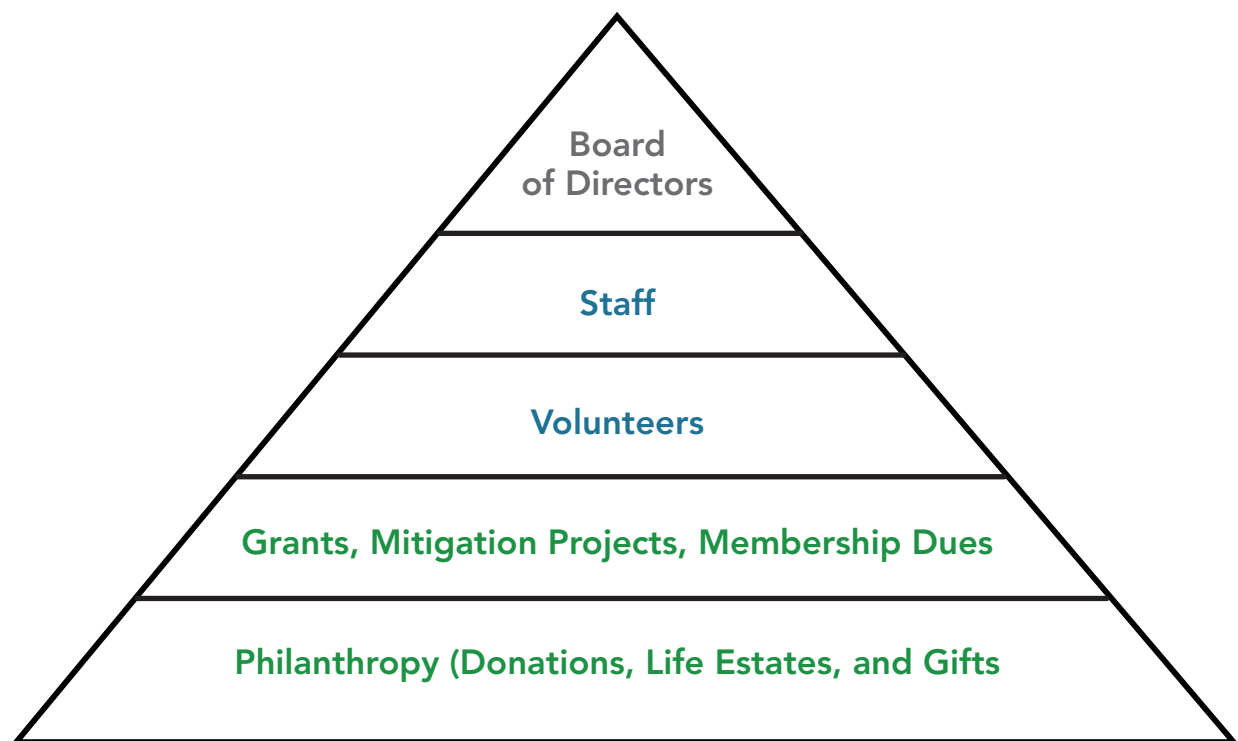 Board
of Directors
Staff
Volunteers
Grants, Mitigation Projects, Membership Dues
Philanthropy (Donations, Life Estates, and Gifts